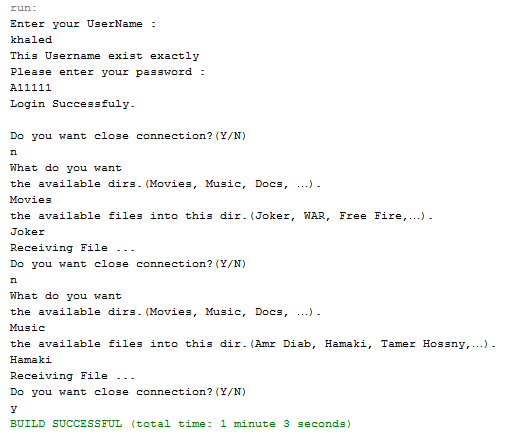 run:
Enter your UserName :
khaled
This Username exist exactly
Please enter your password :
A11111
Login Successfuly.
Do you want close connection?(Y/N)
n
What do you want
the available dirs.(Movies, Music, Docs, ...).
Movies
the available files into this dir.(Joker, WAR, Free Fire,...).
Joker
Receiving File ...
Do you want close connection?(Y/N)
n
What do you want
the available dirs.(Movies, Music, Docs, ...).
Music
the available files into this dir.(Amr Diab, Hamaki, Tamer Hossny,...).
Hamaki
Receiving File ...
Do you want close connection?(Y/N)
y
BUILD SUCCESSFUL (total time: 1 minute 3 seconds)